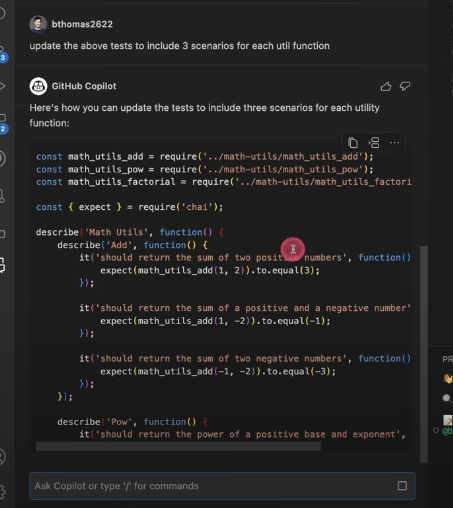 bthomas2622
update the above tests to include 3 scenarios for each util function
GitHub Copilot
Here's how you can update the tests to include three scenarios for each utility
function:
const math_utils_add = require('../math-utils/math_utils_add');
const math_utils_pow = require('../math-utils/math_utils_pow');
const math_utils_factorial = require('../math-utils/math_utils_factori
const { expect } = require('chai');
describe('Math Utils', function() {
describe('Add', function() {
it('should return the sum of two positive numbers', function()
expect(math_utils_add(1, 2)).to.equal(3);
});
it('should return the sum of a positive and a negative number'
expect(math_utils_add(1, -2)).to.equal(-1);
});
it('should return the sum of two negative numbers', function()
expect(math_utils_add(-1, -2)).to.equal(-3);
});
});
describe('Pow', function() {
it('should return the power of a positive base and exponent',
Ask Copilot or type '/' for commands
3
2
PR